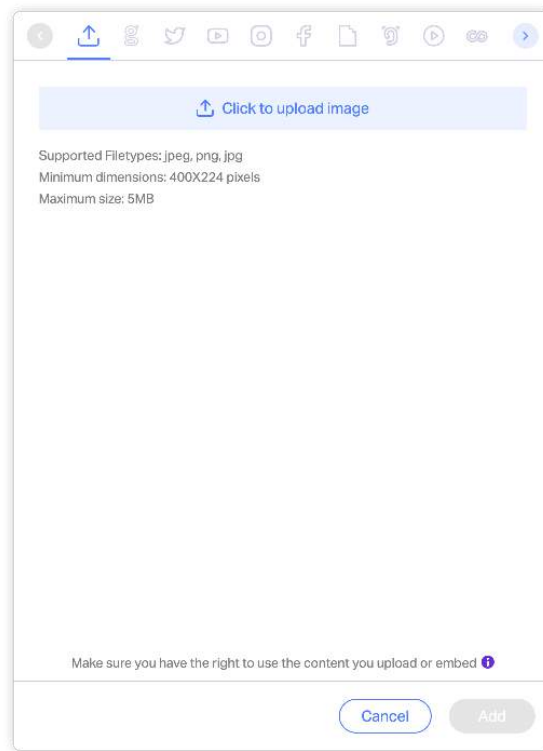 Click to upload image
Supported Filetypes: jpeg, png, jpg
Minimum dimensions: 400X224 pixels
Maximum size: 5MB
Make sure you have the right to use the content you upload or embed
Cancel
Add